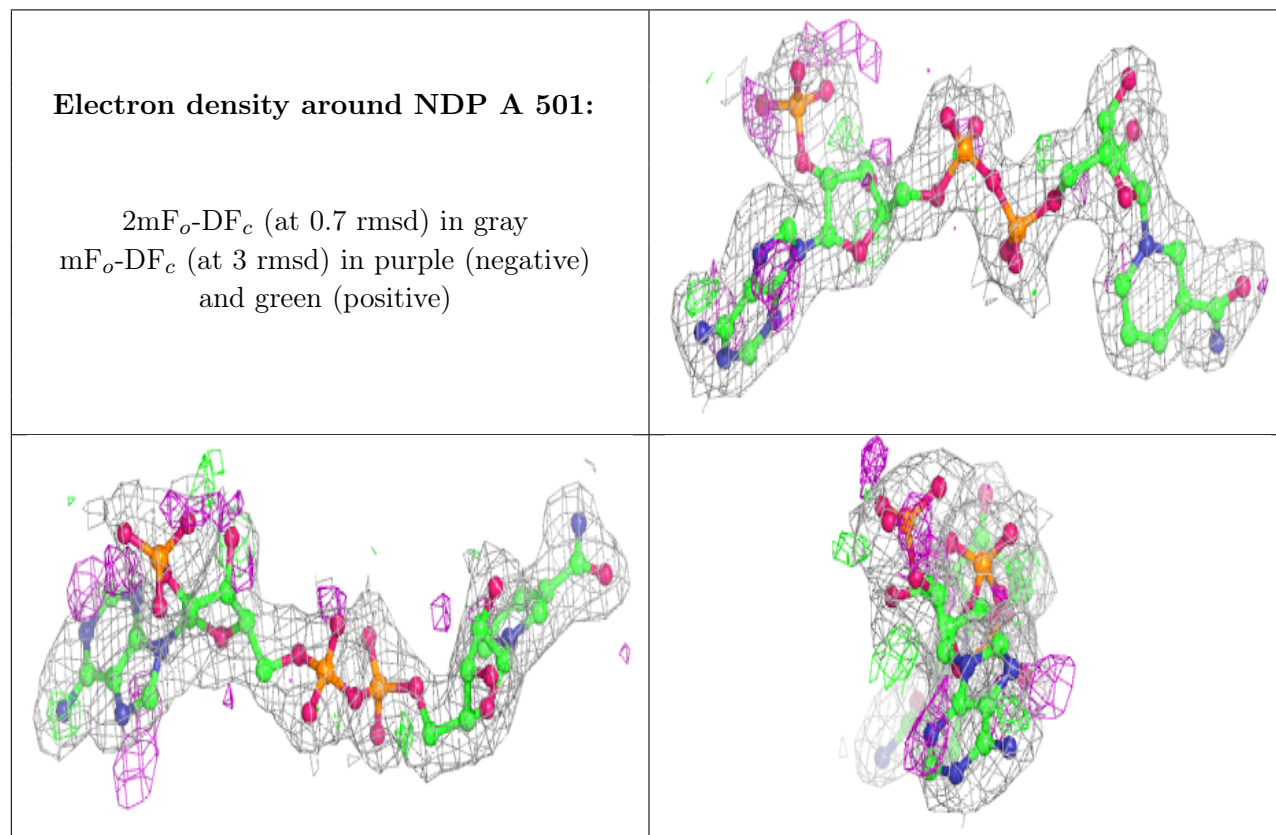 Electron density around NDP A 501:
2mFₒ-DF𝒸 (at 0.7 rmsd) in gray
mFₒ-DF𝒸 (at 3 rmsd) in purple (negative)
and green (positive)